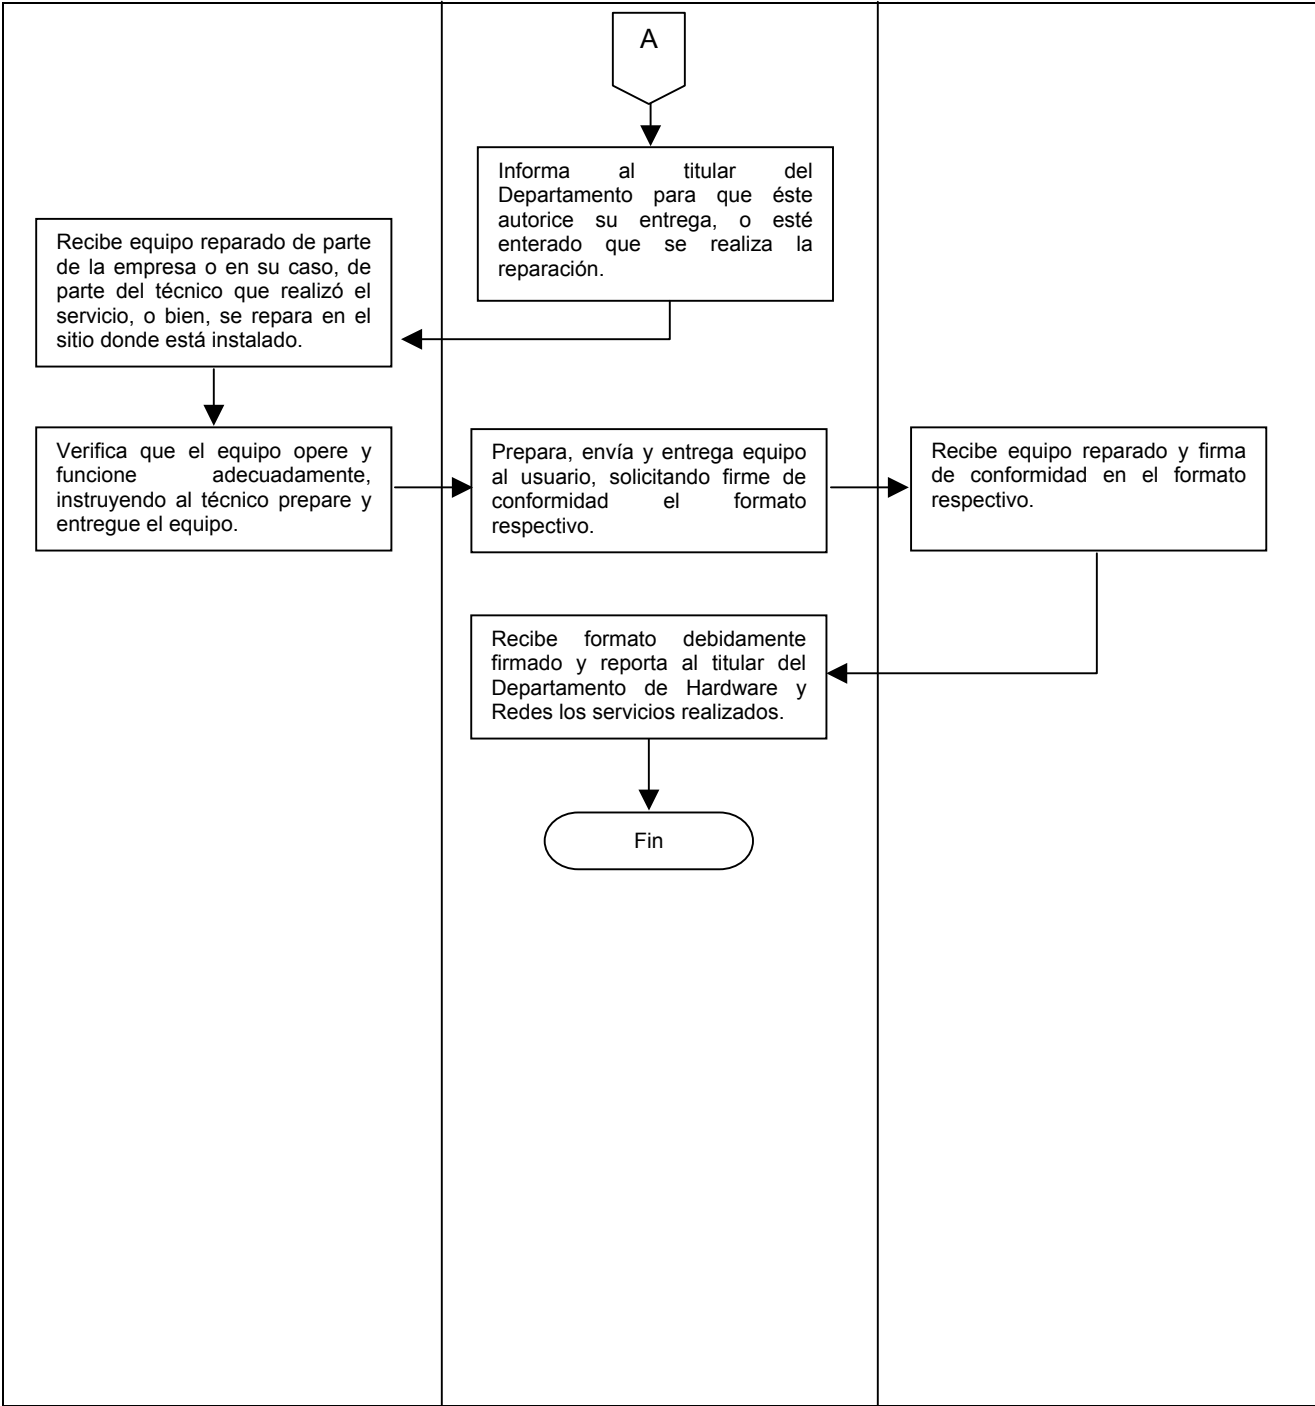 A
Informa al titular del
Departamento para que éste
autorice su entrega, o esté
enterado que se realiza la
reparación.
Recibe equipo reparado de parte
de la empresa o en su caso, de
parte del técnico que realizó el
servicio, o bien, se repara en el
sitio donde está instalado.
Verifica que el equipo opere y
funcione adecuadamente,
instruyendo al técnico prepare y
entregue el equipo.
Prepara, envía y entrega equipo
al usuario, solicitando firme de
conformidad el formato
respectivo.
Recibe equipo reparado y firma
de conformidad en el formato
respectivo.
Recibe formato debidamente
firmado y reporta al titular del
Departamento de Hardware y
Redes los servicios realizados.
Fin